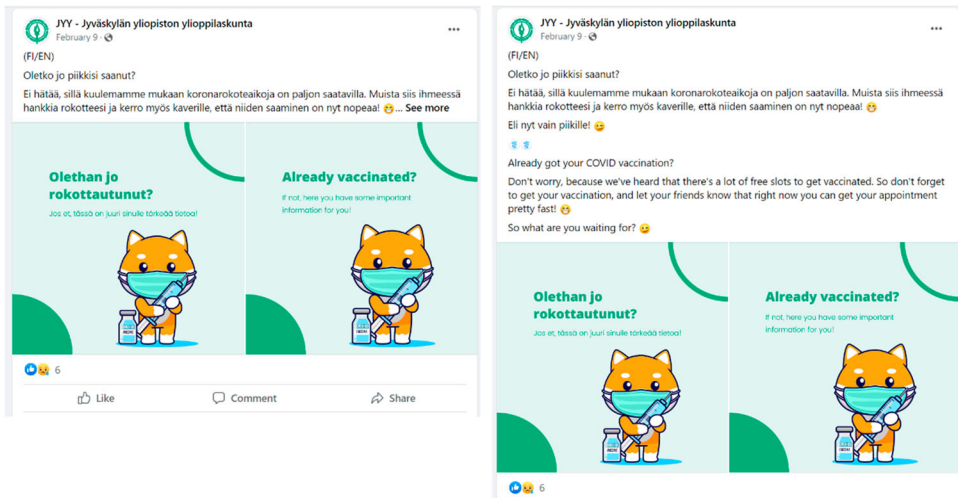 JYY - Jyväskylän yliopiston ylioppilaskunta
February 9 ·
(FI/EN)
Oletko jo piikkisi saanut?
Ei hätää, sillä kuulemamme mukaan koronarokoteaikoja on paljon saatavilla. Muista siis ihmeessä
hankkia rokotteesi ja kerro myös kaverille, että niiden saaminen on nyt nopeaa! 😁... See more
Olethan jo
rokottautunut?
Jos et, tässä on juuri sinulle tärkeää tietoa!
Already vaccinated?
If not, here you have some important
information for you!
6
Like
Comment
Share
JYY - Jyväskylän yliopiston ylioppilaskunta
February 9 ·
(FI/EN)
Oletko jo piikkisi saanut?
Ei hätää, sillä kuulemamme mukaan koronarokoteaikoja on paljon saatavilla. Muista siis ihmeessä
hankkia rokotteesi ja kerro myös kaverille, että niiden saaminen on nyt nopeaa! 😁
Eli nyt vain piikille! 😉
Already got your COVID vaccination?
Don't worry, because we've heard that there's a lot of free slots to get vaccinated. So don't forget
to get your vaccination, and let your friends know that right now you can get your appointment
pretty fast! 😁
So what are you waiting for? 😄
Olethan jo
rokottautunut?
Jos et, tässä on juuri sinulle tärkeää tietoa!
Already vaccinated?
If not, here you have some important
information for you!
6